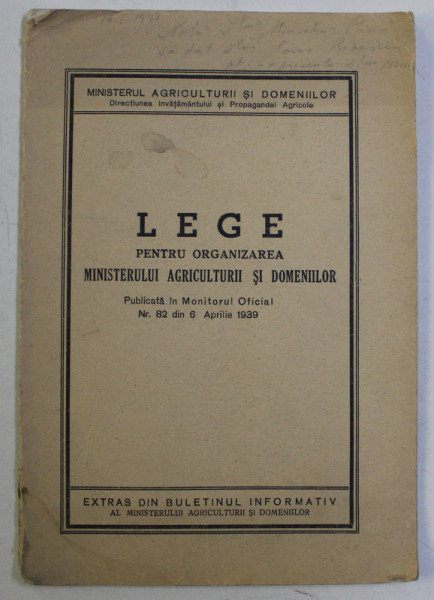 MINISTERUL AGRICULTURII ȘI DOMENIILOR
Direcțiunea Învățământului și Propagandei Agricole
LEGE
PENTRU ORGANIZAREA
MINISTERULUI AGRICULTURII ȘI DOMENIILOR
Publicată în Monitorul Oficial
Nr. 82 din 6 Aprilie 1939
EXTRAS DIN BULETINUL INFORMATIV
AL MINISTERULUI AGRICULTURII ȘI DOMENIILOR